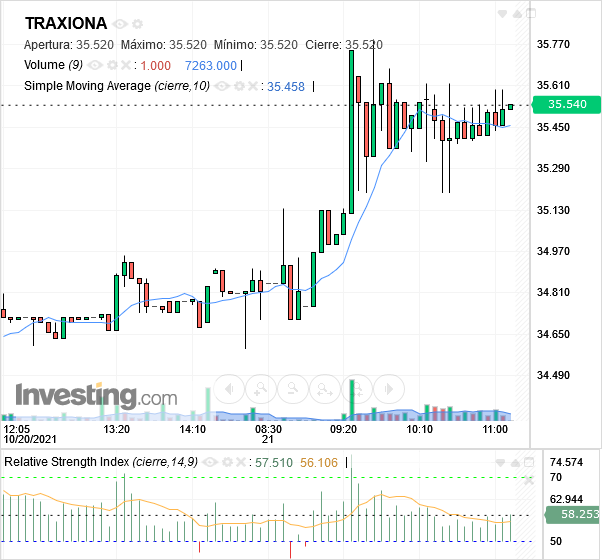 TRAXIONA
Apertura: 35.520 Máximo: 35.520 Mínimo: 35.520 Cierre: 35.520
Volume (9) : 1.000 7263.000
Simple Moving Average (cierre,10) : 35.458
35.770
35.610
35.540
35.450
35.290
35.130
34.970
34.810
34.650
34.490
Investing.com
12:05 13:20 14:10 08:30 09:20 10:10 11:00
10/20/2021 21
Relative Strength Index (cierre,14,9) : 57.510 56.106
74.574
70
62.944
58.253
50